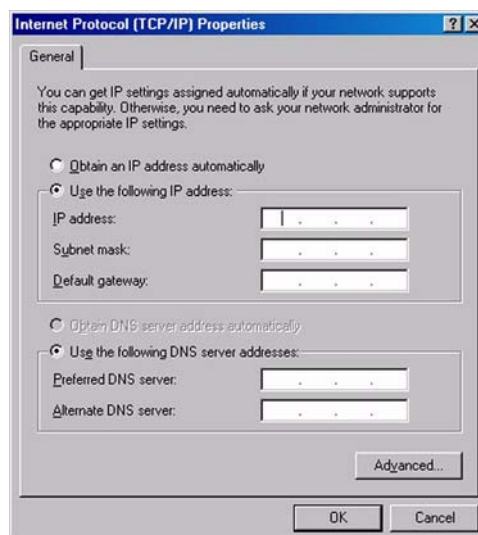 Internet Protocol (TCP/IP) Properties
General
You can get IP settings assigned automatically if your network supports
this capability. Otherwise, you need to ask your network administrator for
the appropriate IP settings.
Obtain an IP address automatically
Use the following IP address:
IP address:
Subnet mask:
Default gateway:
Obtain DNS server address automatically
Use the following DNS server addresses:
Preferred DNS server:
Alternate DNS server:
Advanced...
OK Cancel